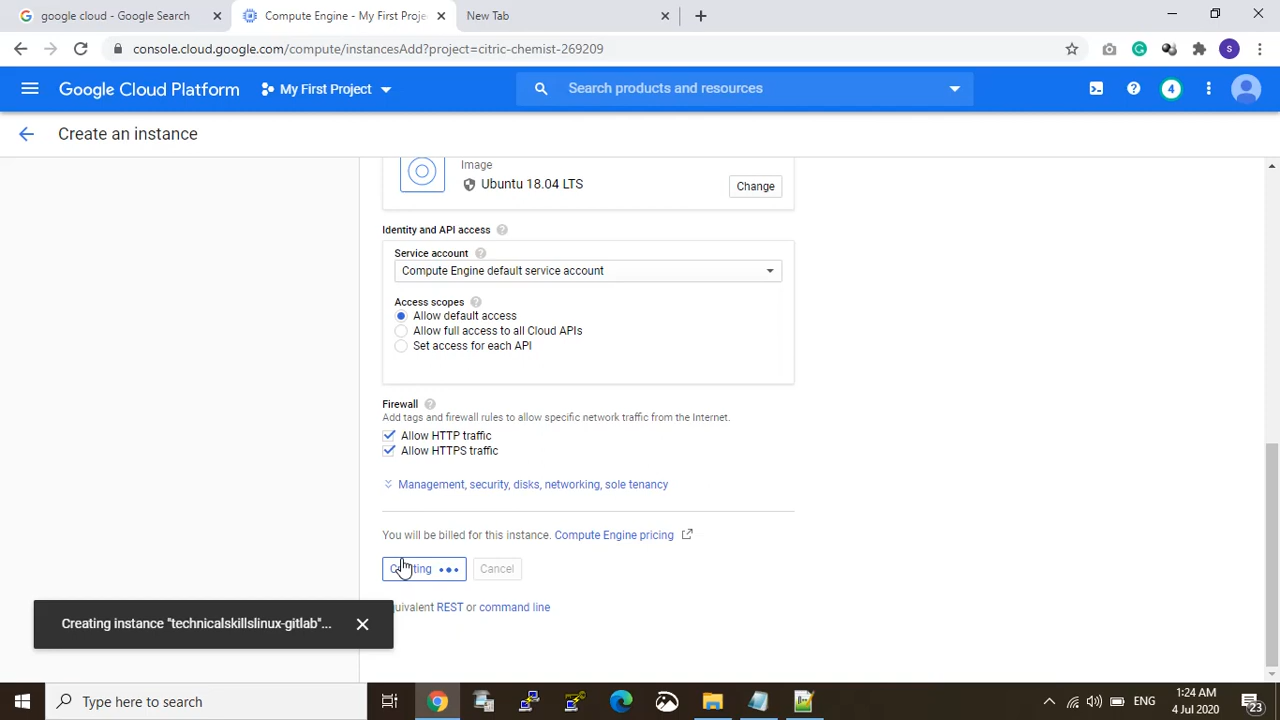 google cloud - Google Search
Compute Engine - My First Proje
New Tab
console.cloud.google.com/compute/instancesAdd?project=citric-chemist-269209
S
Google Cloud Platform
My First Project
Search products and resources
4
Create an instance
Image
Ubuntu 18.04 LTS
Change
Identity and API access
Service account
Compute Engine default service account
Access scopes
Allow default access
Allow full access to all Cloud APIs
Set access for each API
Firewall
Add tags and firewall rules to allow specific network traffic from the Internet.
Allow HTTP traffic
Allow HTTPS traffic
Management, security, disks, networking, sole tenancy
You will be billed for this instance. Compute Engine pricing
Creating
Cancel
quivalent REST or command line
Creating instance "technicalskillslinux-gitlab"...
Type here to search
ENG
1:24 AM
4 Jul 2020
23